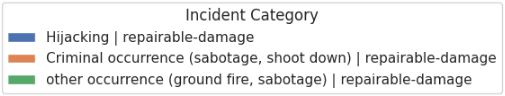 Incident Category
Hijacking | repairable-damage
Criminal occurrence (sabotage, shoot down) | repairable-damage
other occurrence (ground fire, sabotage) | repairable-damage